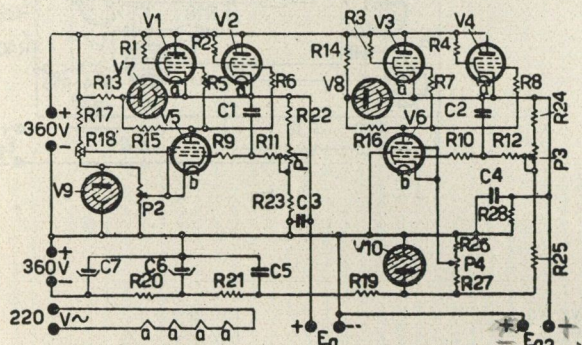 V1 V2 V3 V4
R1 R2 R3 R4
R14
V7 V8
R13 a R5 a R6 a R7 a R8
R17 C1 R22 C2 R24
+
360V
-
R18 R15 V5 R16 V6
R9 R11 P1 R10 R12 P3
b b
V9 P2 R23 C3 C4
R28
+
360V
-
C7 C6 C5 V10 R26
P4
R27
R25
R20 R21 R19
220 V~
a a a a
+ - + -